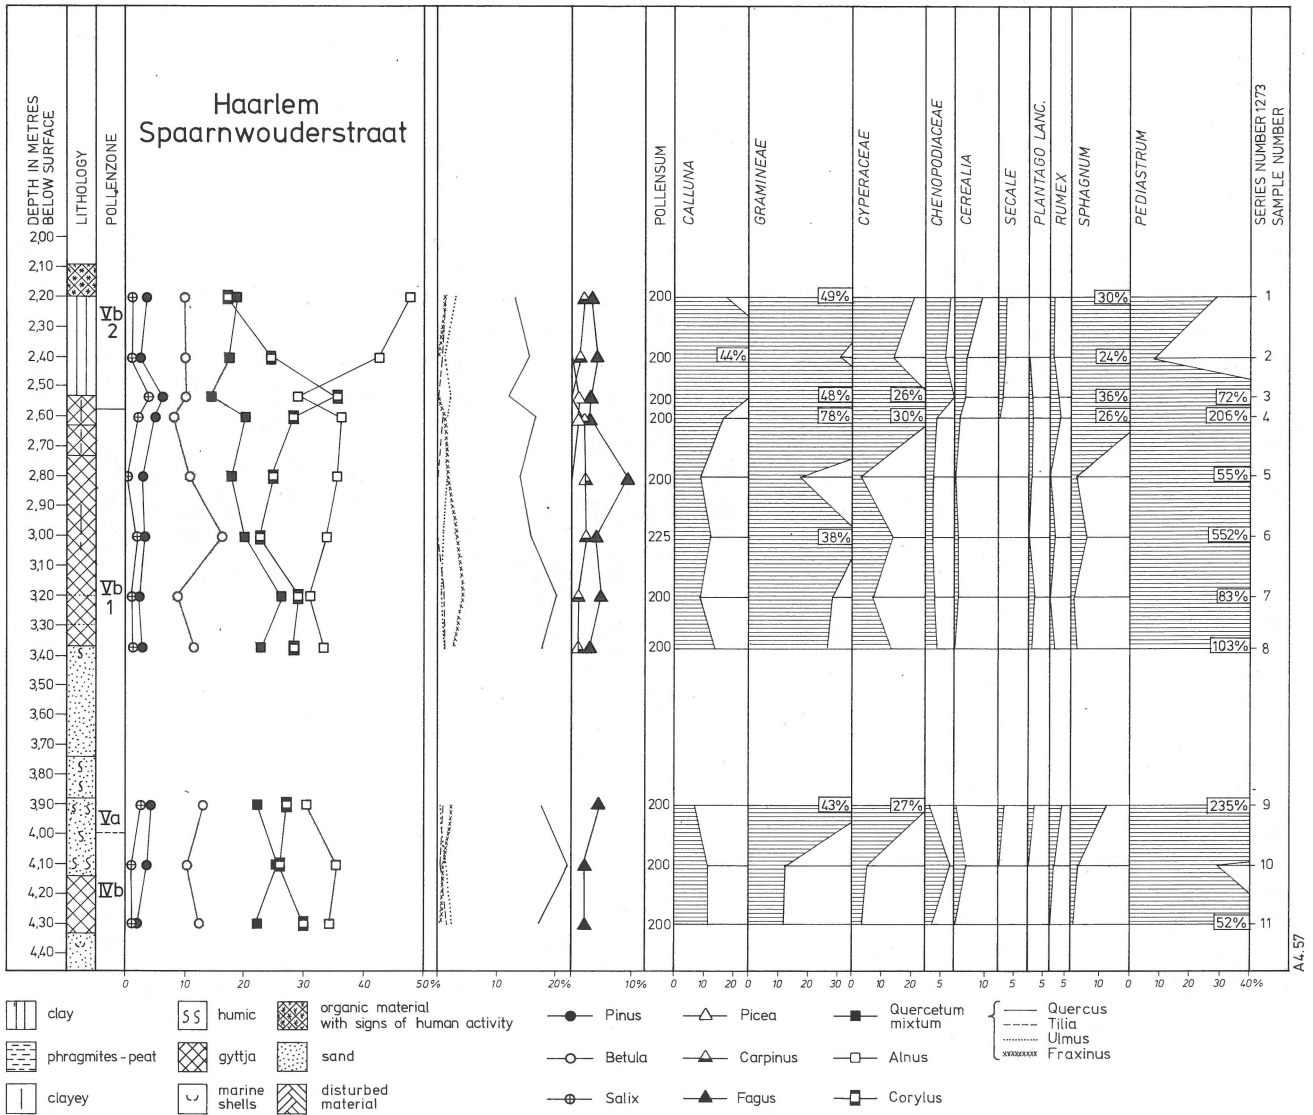 Haarlem
Spaarnwouderstraat
DEPTH IN METRES
BELOW SURFACE
LITHOLOGY
POLLENZONE
POLLENSUM
CALLUNA
GRAMINEAE
CYPERACEAE
CHENOPODIACEAE
CEREALIA
SECALE
PLANTAGO LANC.
RUMEX
SPHAGNUM
PEDIASTRUM
SERIES NUMBER 1273
SAMPLE NUMBER
2,00
2,10
2,20
2,30
2,40
2,50
2,60
2,70
2,80
2,90
3,00
3,10
3,20
3,30
3,40
3,50
3,60
3,70
3,80
3,90
4,00
4,10
4,20
4,30
4,40
Vb
2
Vb
1
Va
IVb
200 49% 30% 1
200 44% 24% 2
200 48% 26% 36% 72% 3
200 78% 30% 26% 206% 4
200 55% 5
225 38% 552% 6
200 83% 7
200 103% 8
200 43% 27% 235% 9
200 10
200 52% 11
0 10 20 30 40 50% 10 20% 10% 0 10 20 0 10 20 30 0 10 20 0 5 0 10 0 5 0 5 0 5 0 10 0 10 20 30 40%
A4.57
clay
phragmites-peat
clayey
humic
gyttja
marine
shells
organic material
with signs of human activity
sand
disturbed
material
Pinus
Betula
Salix
Picea
Carpinus
Fagus
Quercetum
mixtum
Alnus
Corylus
Quercus
Tilia
Ulmus
Fraxinus